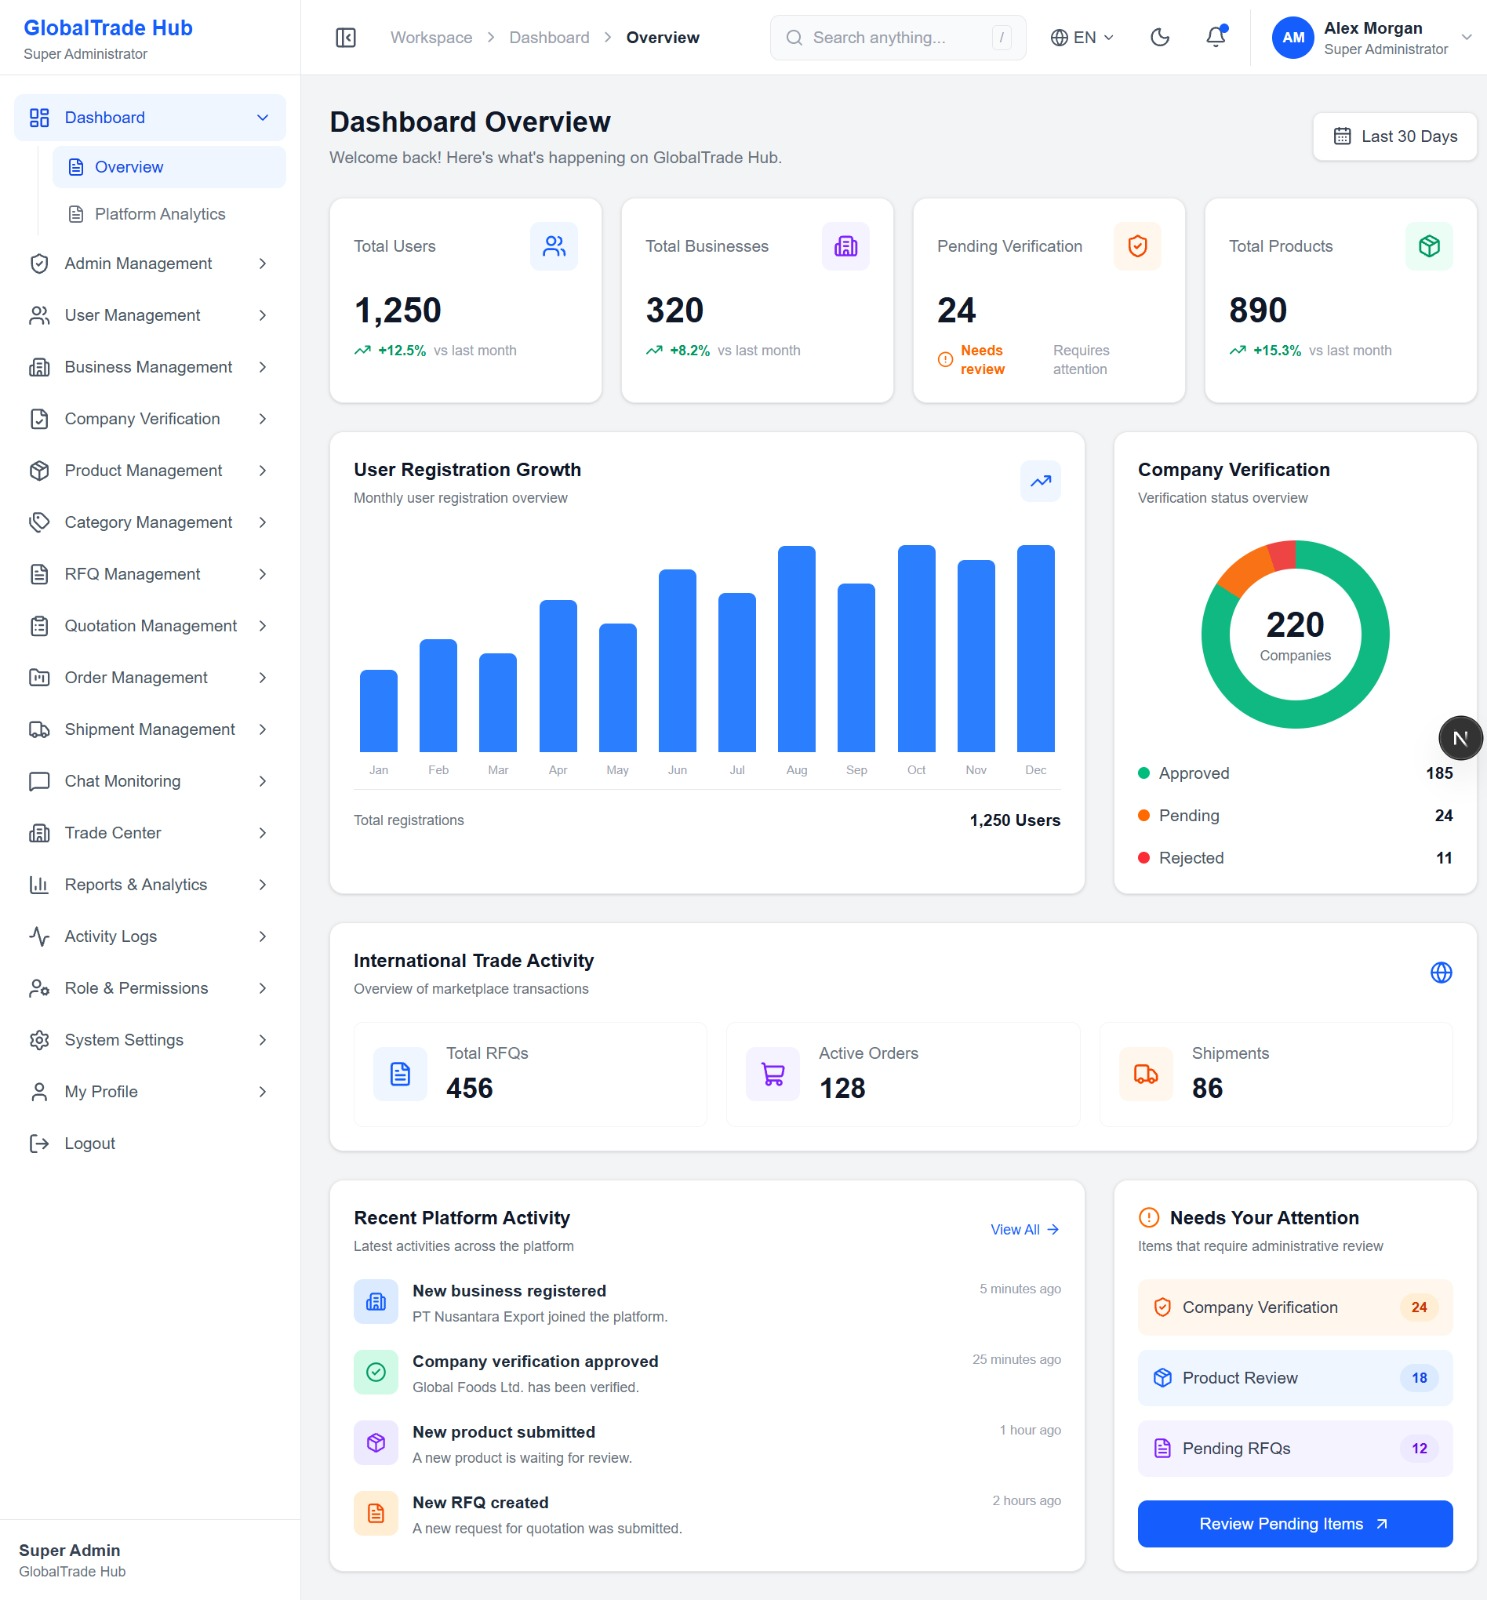 GlobalTrade Hub
Super Administrator
Dashboard
Overview
Platform Analytics
Admin Management
User Management
Business Management
Company Verification
Product Management
Category Management
RFQ Management
Quotation Management
Order Management
Shipment Management
Chat Monitoring
Trade Center
Reports & Analytics
Activity Logs
Role & Permissions
System Settings
My Profile
Logout
Super Admin
GlobalTrade Hub
Workspace > Dashboard > Overview
Search anything... /
EN
AM
Alex Morgan
Super Administrator
Dashboard Overview
Welcome back! Here's what's happening on GlobalTrade Hub.
Last 30 Days
Total Users
1,250
+12.5% vs last month
Total Businesses
320
+8.2% vs last month
Pending Verification
24
Needs review
Requires attention
Total Products
890
+15.3% vs last month
User Registration Growth
Monthly user registration overview
Jan Feb Mar Apr May Jun Jul Aug Sep Oct Nov Dec
Total registrations 1,250 Users
Company Verification
Verification status overview
220
Companies
N
Approved 185
Pending 24
Rejected 11
International Trade Activity
Overview of marketplace transactions
Total RFQs
456
Active Orders
128
Shipments
86
Recent Platform Activity
Latest activities across the platform
View All
New business registered
PT Nusantara Export joined the platform.
5 minutes ago
Company verification approved
Global Foods Ltd. has been verified.
25 minutes ago
New product submitted
A new product is waiting for review.
1 hour ago
New RFQ created
A new request for quotation was submitted.
2 hours ago
Needs Your Attention
Items that require administrative review
Company Verification 24
Product Review 18
Pending RFQs 12
Review Pending Items